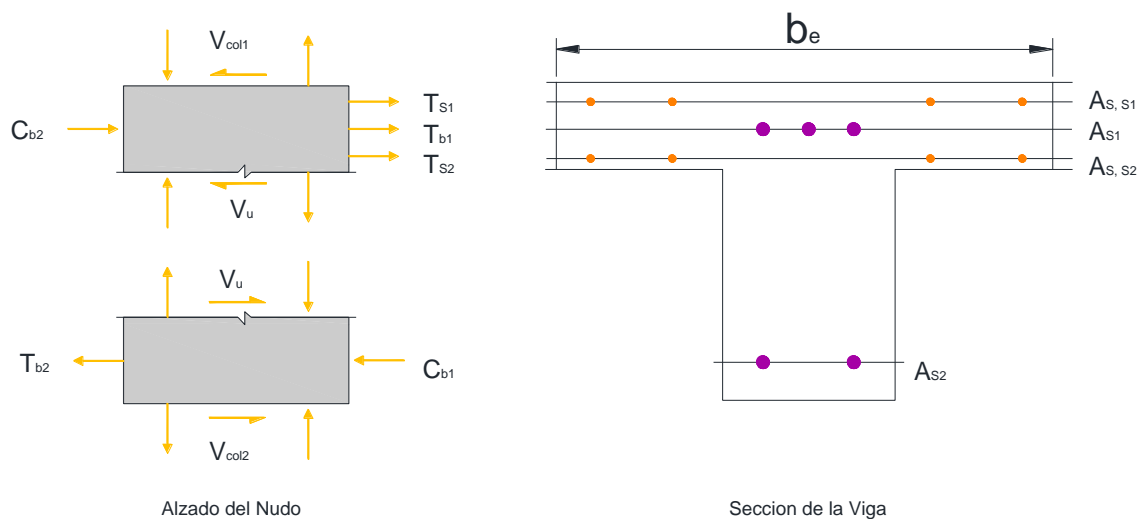 Vcol1
Cb2
TS1
Tb1
TS2
Vu
Vu
Tb2
Cb1
Vcol2
Alzado del Nudo
be
AS, S1
AS1
AS, S2
AS2
Seccion de la Viga